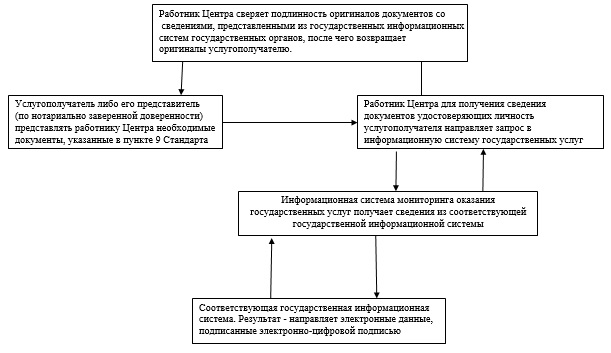 Работник Центра сверяет подлинность оригиналов документов со
сведениями, представленными из государственных информационных
систем государственных органов, после чего возвращает
оригиналы услугополучателю.
Услугополучатель либо его представитель
(по нотариально заверенной доверенности)
представлять работнику Центра необходимые
документы, указанные в пункте 9 Стандарта
Работник Центра для получения сведения
документов удостоверяющих личность
услугополучателя направляет запрос в
информационную систему государственных услуг
Информационная система мониторинга оказания
государственных услуг получает сведения из соответствующей
государственной информационной системы
Соответствующая государственная информационная
система. Результат - направляет электронные данные,
подписанные электронно-цифровой подписью